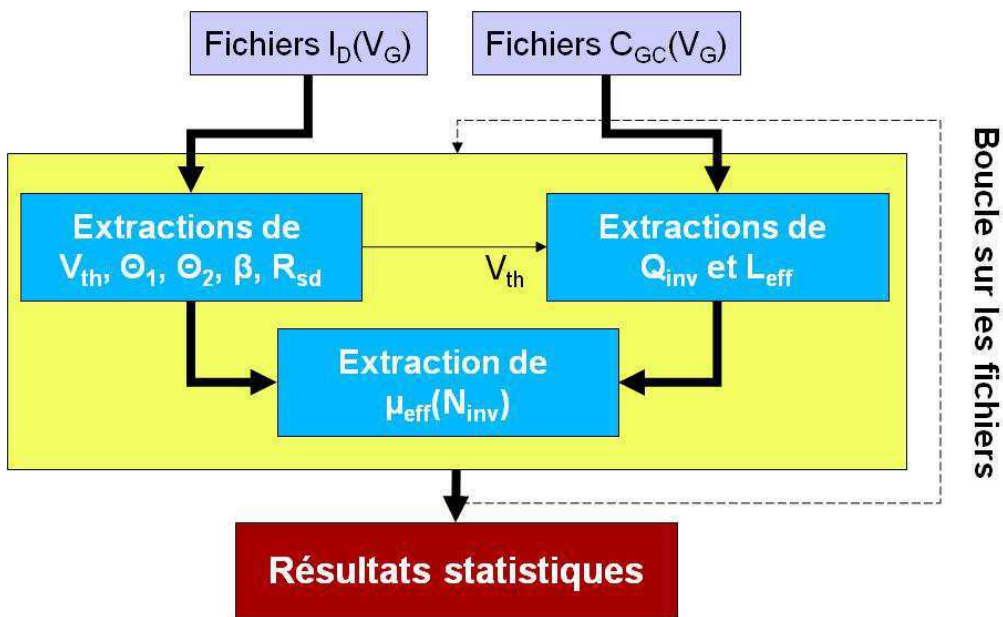 Fichiers I_D(V_G)
Fichiers C_GC(V_G)
Extractions de
V_th, Θ_1, Θ_2, β, R_sd
V_th
Extractions de
Q_inv et L_eff
Extraction de
μ_eff(N_inv)
Boucle sur les fichiers
Résultats statistiques